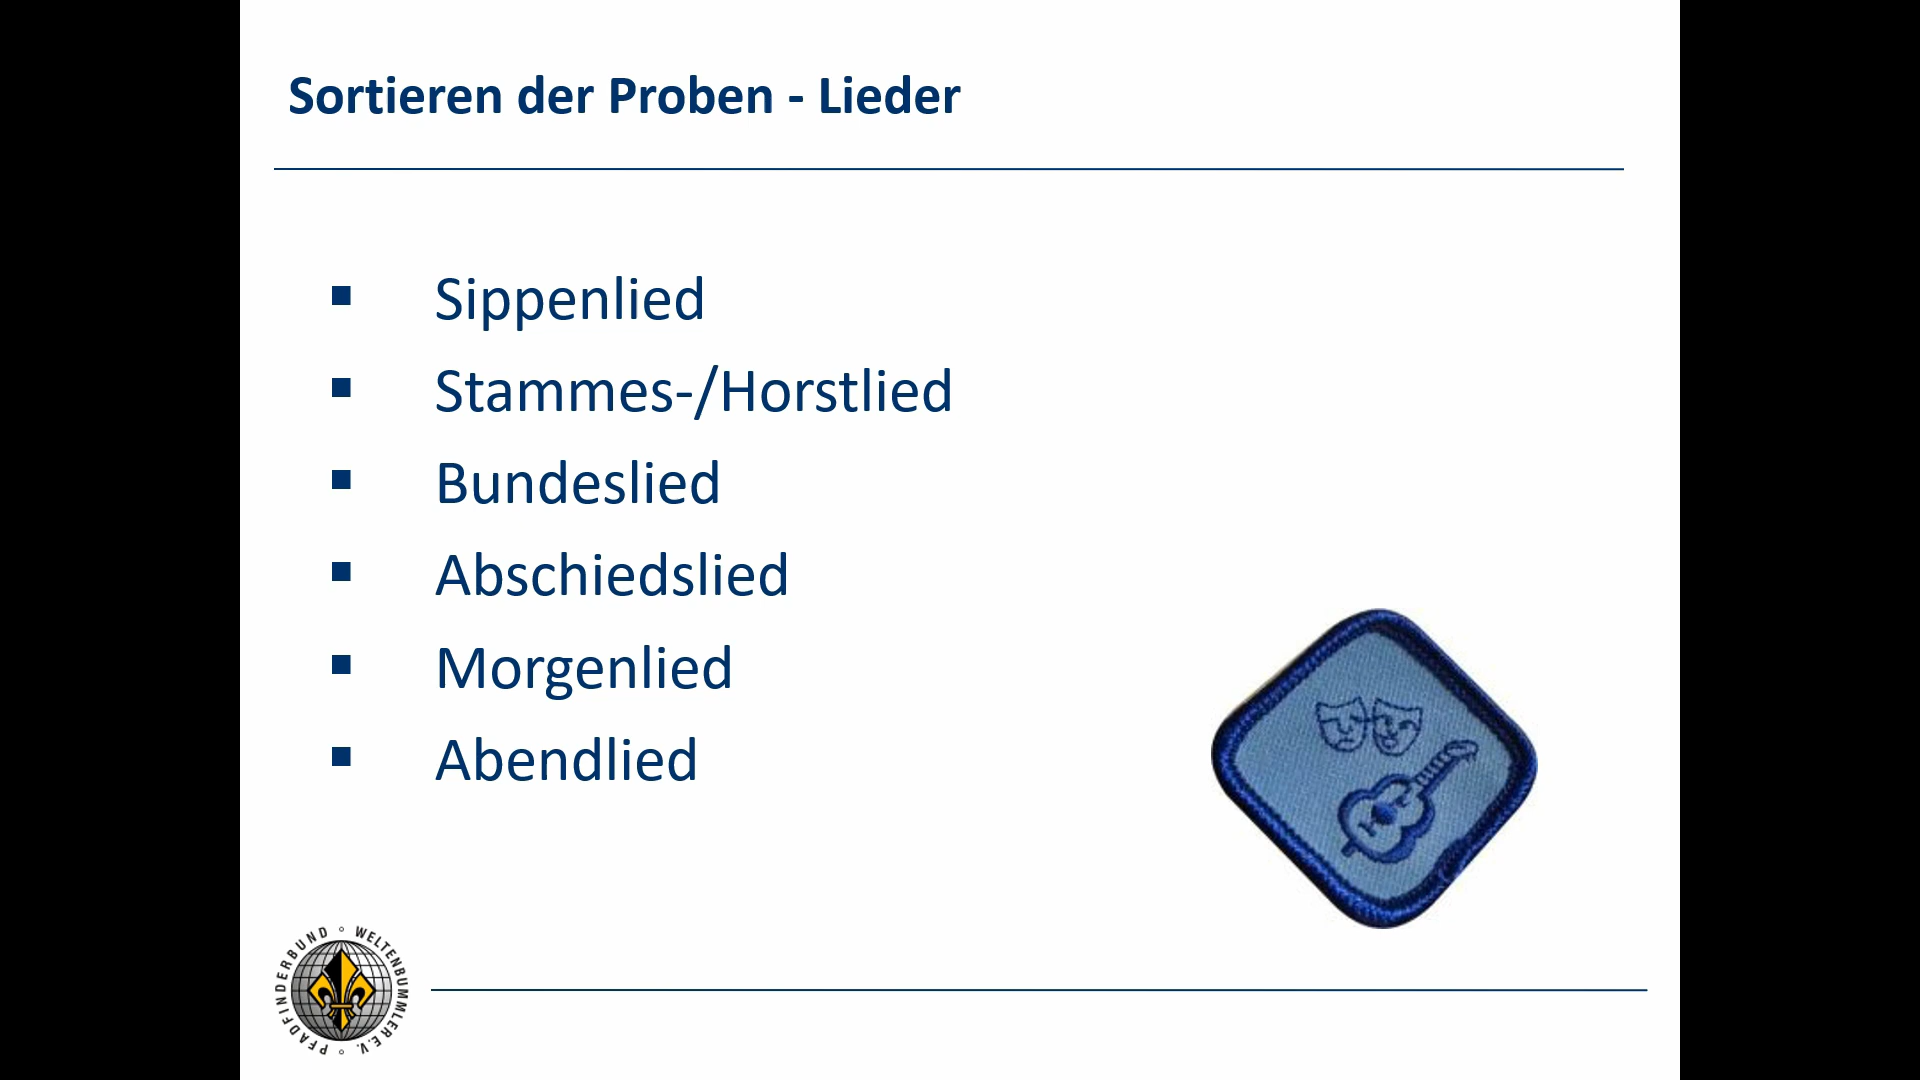 Sortieren der Proben - Lieder
Sippenlied
Stammes-/Horstlied
Bundeslied
Abschiedslied
Morgenlied
Abendlied
PFADFINDERBUND ◦ WELTENBUMMLER E.V. ◦